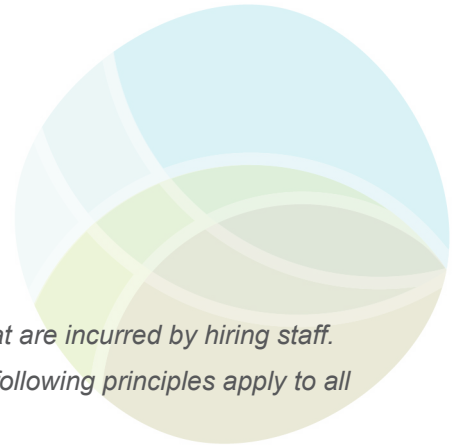 at are incurred by hiring staff.
following principles apply to all